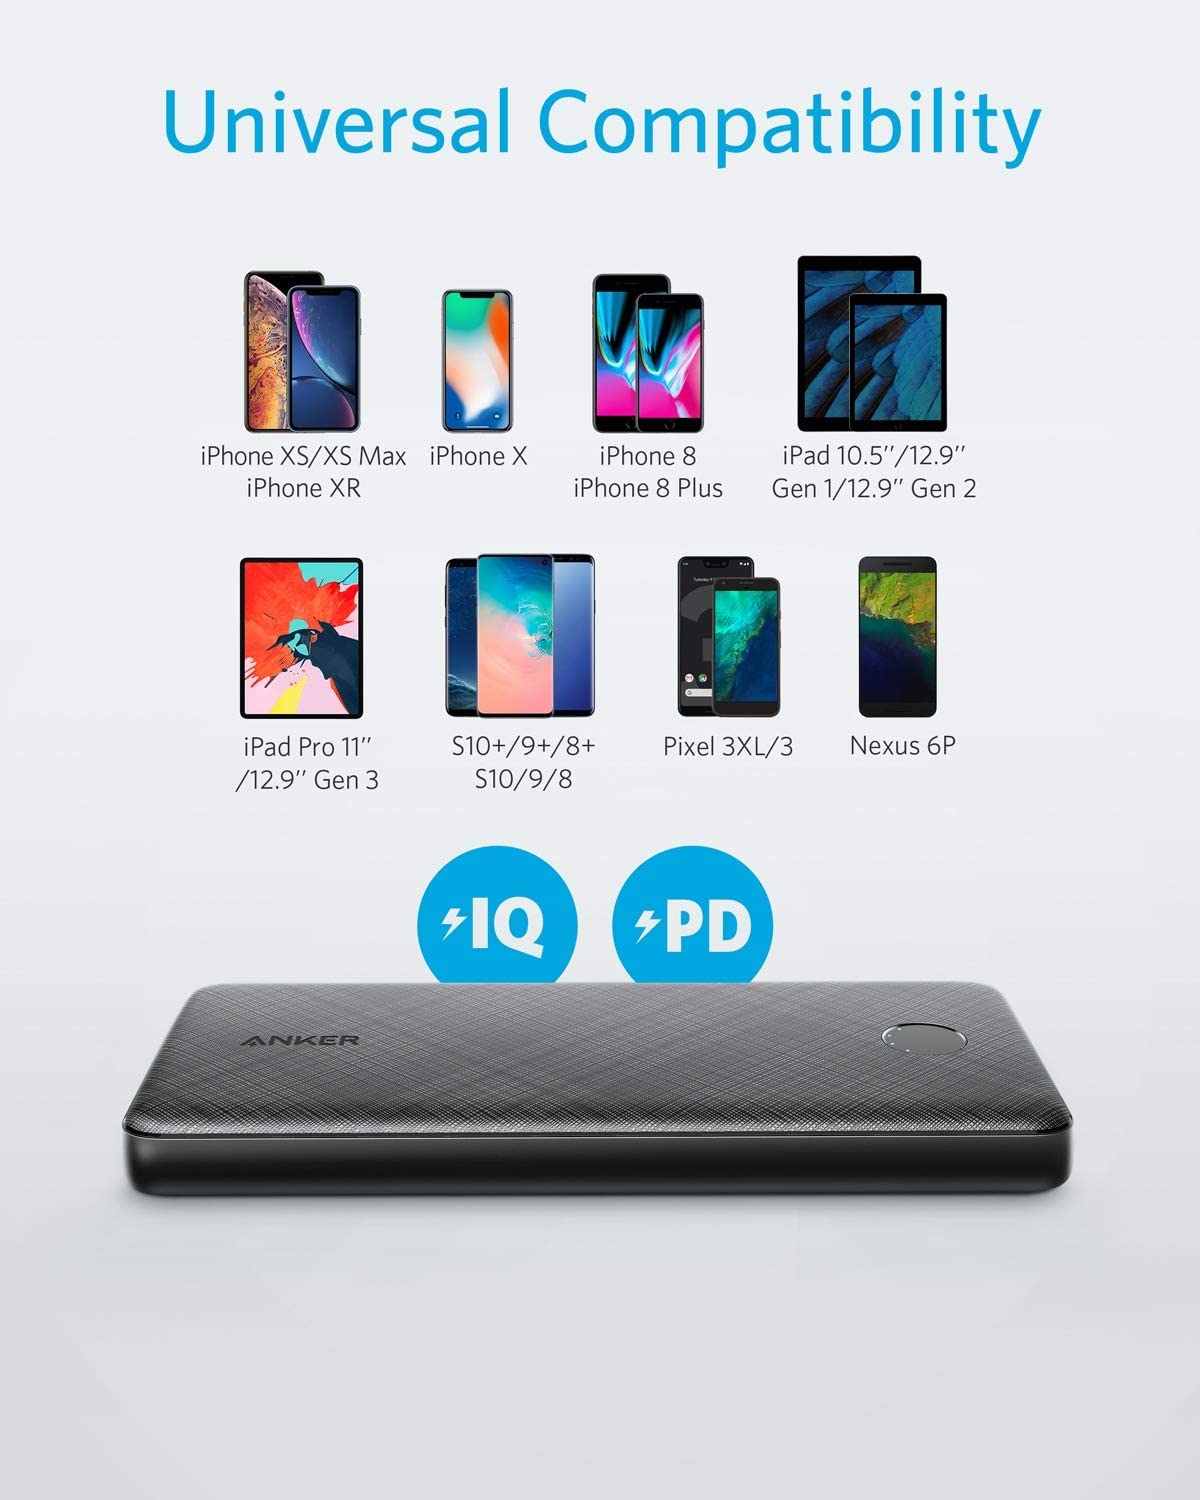 Universal Compatibility
iPhone XS/XS Max
iPhone XR
iPhone X
iPhone 8
iPhone 8 Plus
iPad 10.5″/12.9″
Gen 1/12.9″ Gen 2
iPad Pro 11″
/12.9″ Gen 3
S10+/9+/8+
S10/9/8
Pixel 3XL/3
Nexus 6P
IQ
PD
ANKER